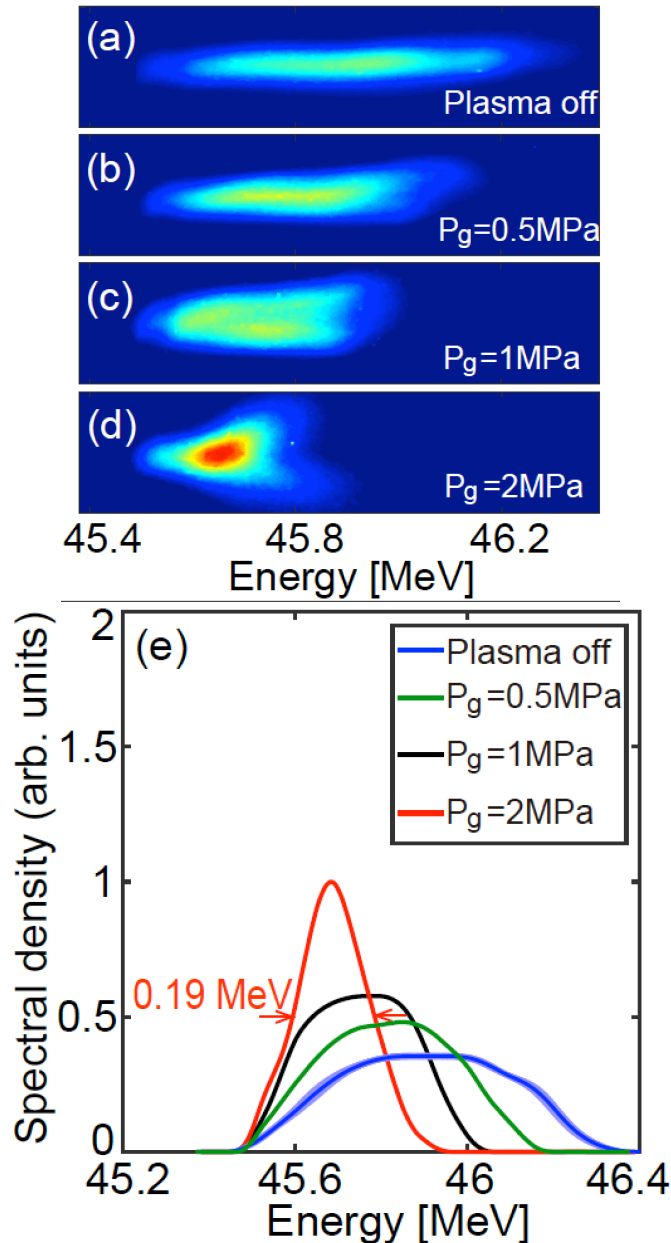 (a)
Plasma off
(b)
Pg=0.5MPa
(c)
Pg=1MPa
(d)
Pg=2MPa
45.4 45.8 46.2
Energy [MeV]
2
(e)
Plasma off
Pg=0.5MPa
Pg=1MPa
Pg=2MPa
1.5
1
0.19 MeV
0.5
0
Spectral density (arb. units)
45.2 45.6 46 46.4
Energy [MeV]